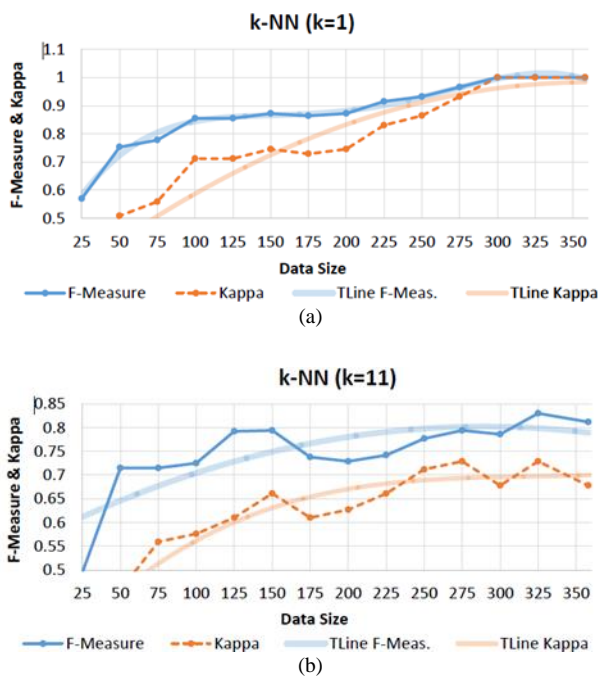 k-NN (k=1)
F-Measure & Kappa
1.1
1
0.9
0.8
0.7
0.6
0.5
25 50 75 100 125 150 175 200 225 250 275 300 325 350
Data Size
F-Measure Kappa TLine F-Meas. TLine Kappa
(a)
k-NN (k=11)
F-Measure & Kappa
0.85
0.8
0.75
0.7
0.65
0.6
0.55
0.5
25 50 75 100 125 150 175 200 225 250 275 300 325 350
Data Size
F-Measure Kappa TLine F-Meas. TLine Kappa
(b)